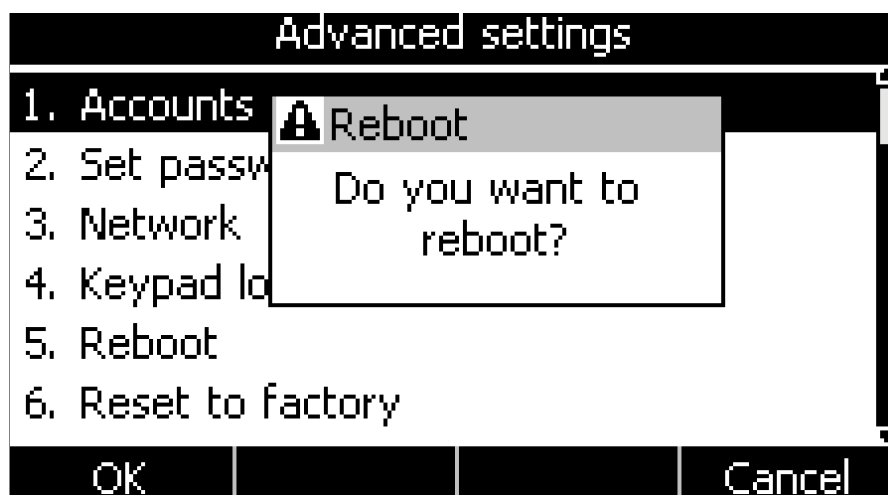 Advanced settings
1. Accounts
Reboot
2. Set passw
Do you want to
3. Network
reboot?
4. Keypad lo
5. Reboot
6. Reset to factory
OK Cancel